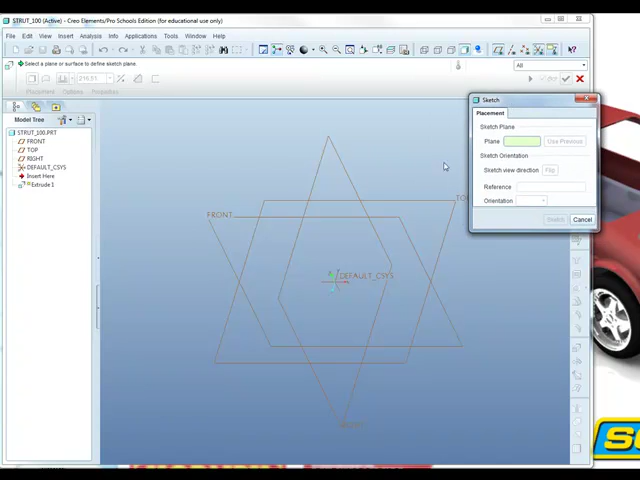 STRUT_100 (Active) - Creo Elements/Pro Schools Edition (for educational use only)
File Edit View Insert Analysis Info Applications Tools Window Help
Select a plane or surface to define sketch plane.
All
216.51
Placement Options Properties
Model Tree
STRUT_100.PRT
FRONT
TOP
RIGHT
DEFAULT_CSYS
Insert Here
Extrude 1
FRONT
DEFAULT_CSYS
Sketch
Placement
Sketch Plane
Plane
Use Previous
Sketch Orientation
Sketch view direction
Flip
Reference
Orientation
Sketch
Cancel